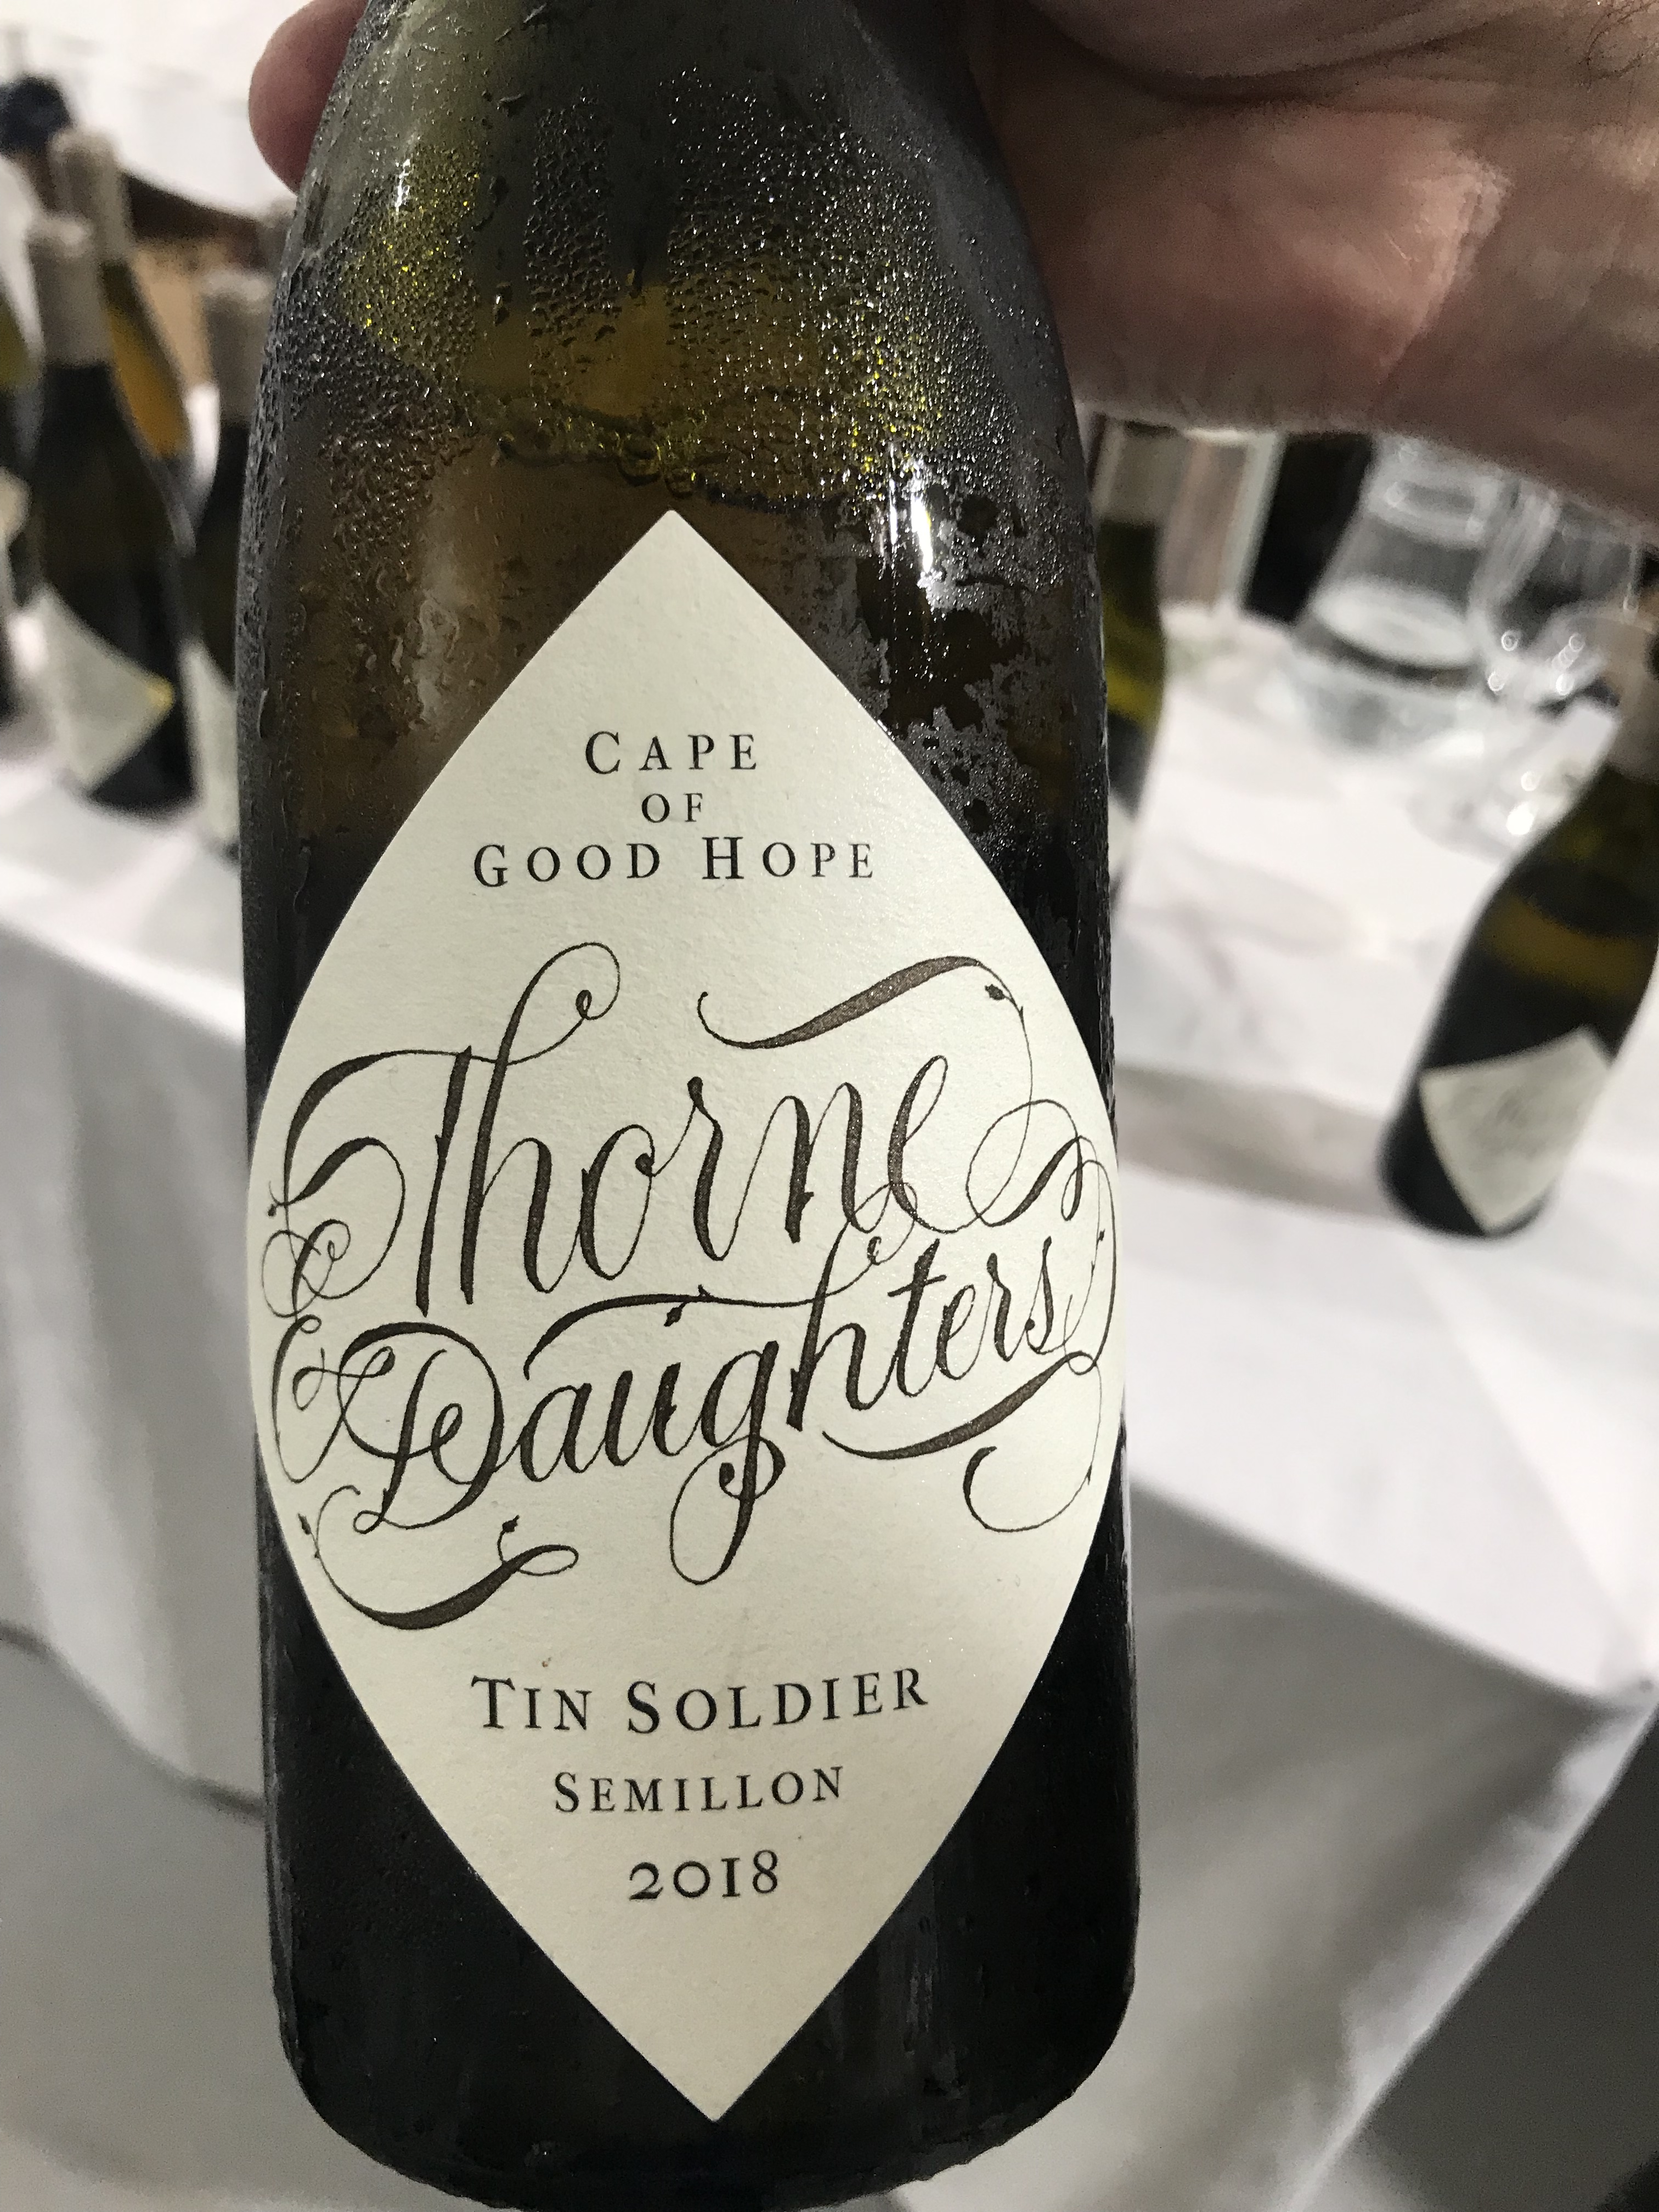 CAPE
OF
GOOD HOPE
Thorne
& Daughters
TIN SOLDIER
SEMILLON
2018